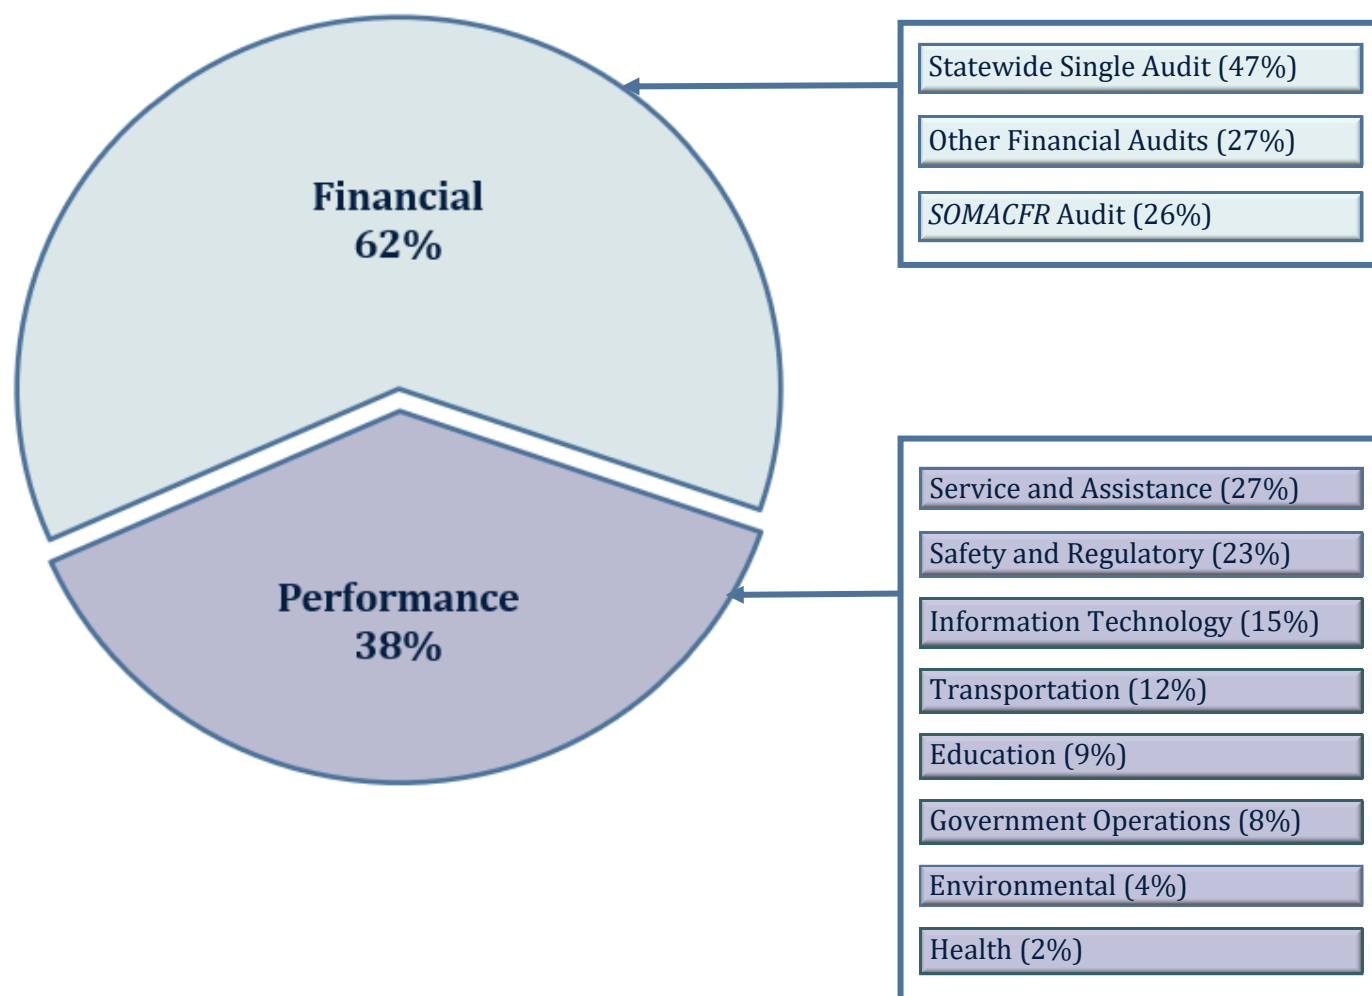 Financial
62%
Statewide Single Audit (47%)
Other Financial Audits (27%)
SOMACFR Audit (26%)
Performance
38%
Service and Assistance (27%)
Safety and Regulatory (23%)
Information Technology (15%)
Transportation (12%)
Education (9%)
Government Operations (8%)
Environmental (4%)
Health (2%)